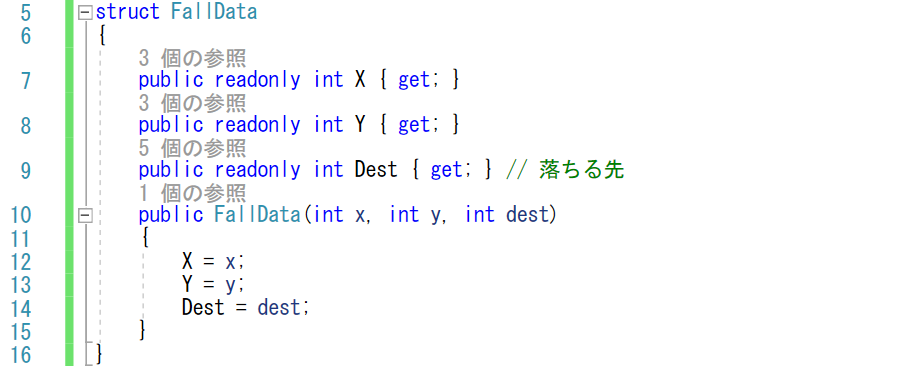 5 struct FallData
6 {
3 個の参照
7 public readonly int X { get; }
3 個の参照
8 public readonly int Y { get; }
5 個の参照
9 public readonly int Dest { get; } // 落ちる先
1 個の参照
10 public FallData(int x, int y, int dest)
11 {
12 X = x;
13 Y = y;
14 Dest = dest;
15 }
16 }